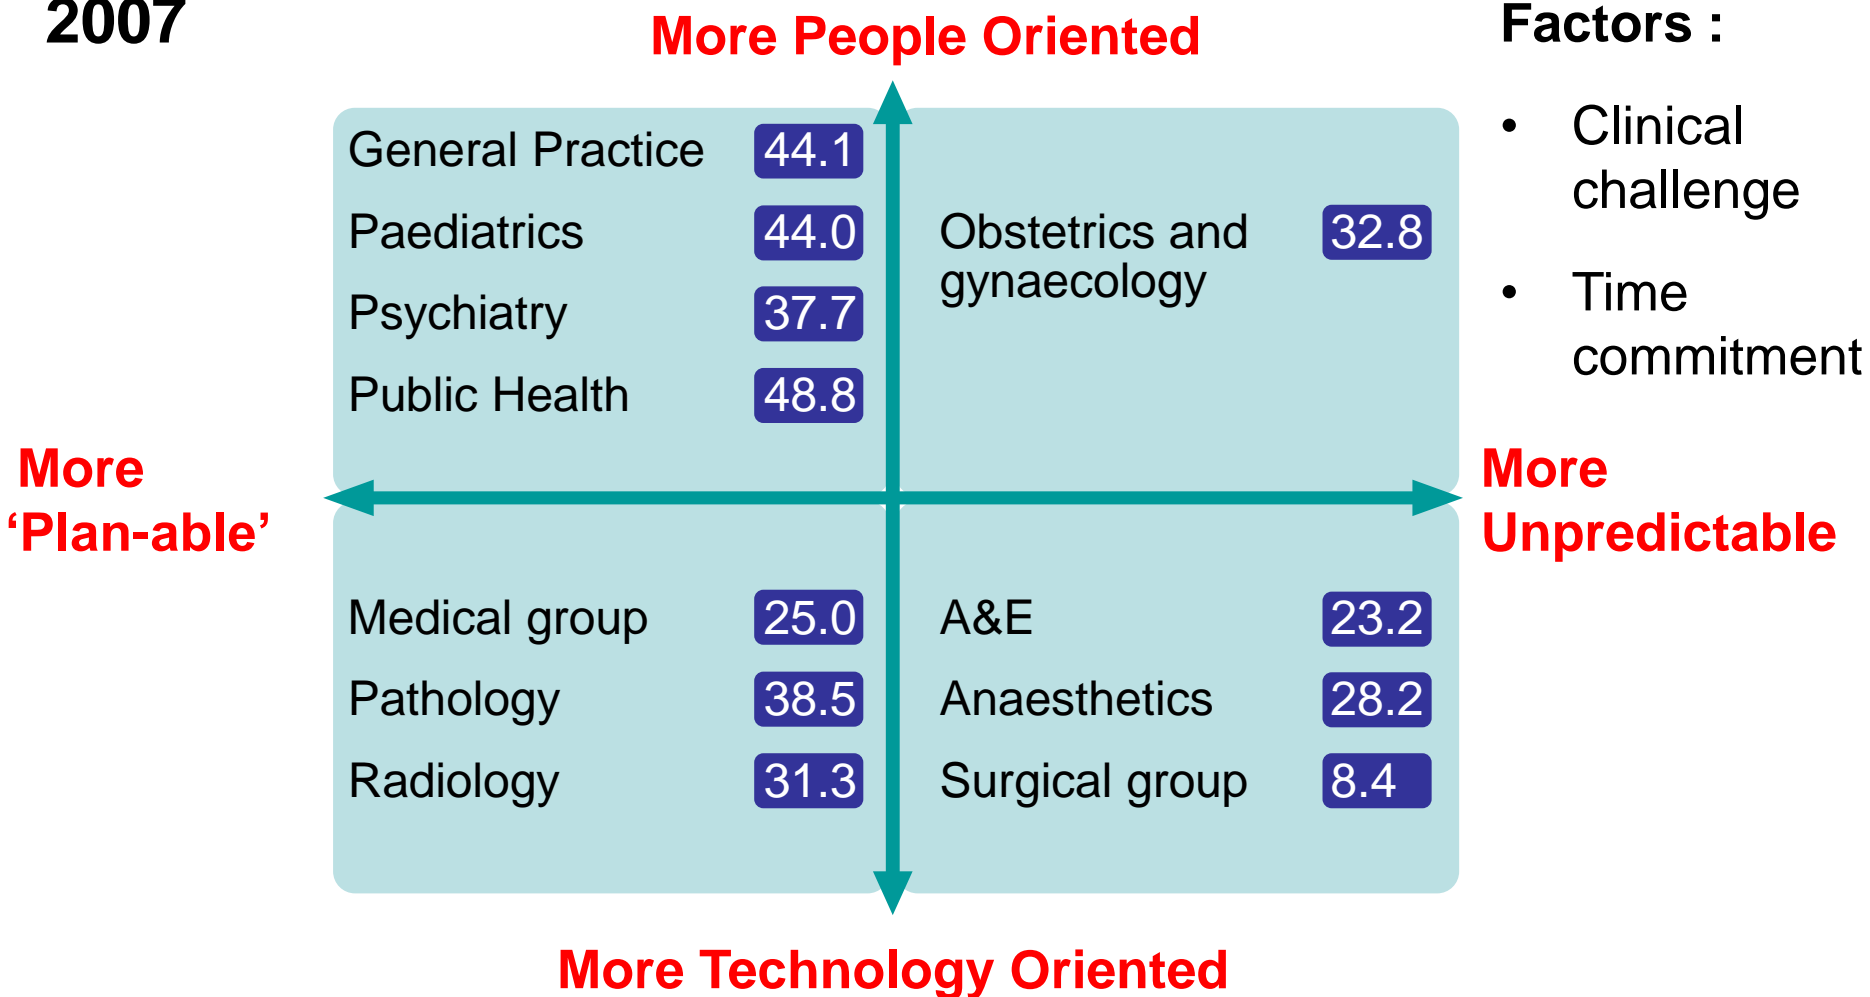 2007
More People Oriented
Factors :
• Clinical
challenge
• Time
commitment
General Practice 44.1
Paediatrics 44.0
Psychiatry 37.7
Public Health 48.8
Obstetrics and 32.8
gynaecology
More
‘Plan-able’
More
Unpredictable
Medical group 25.0
Pathology 38.5
Radiology 31.3
A&E 23.2
Anaesthetics 28.2
Surgical group 8.4
More Technology Oriented